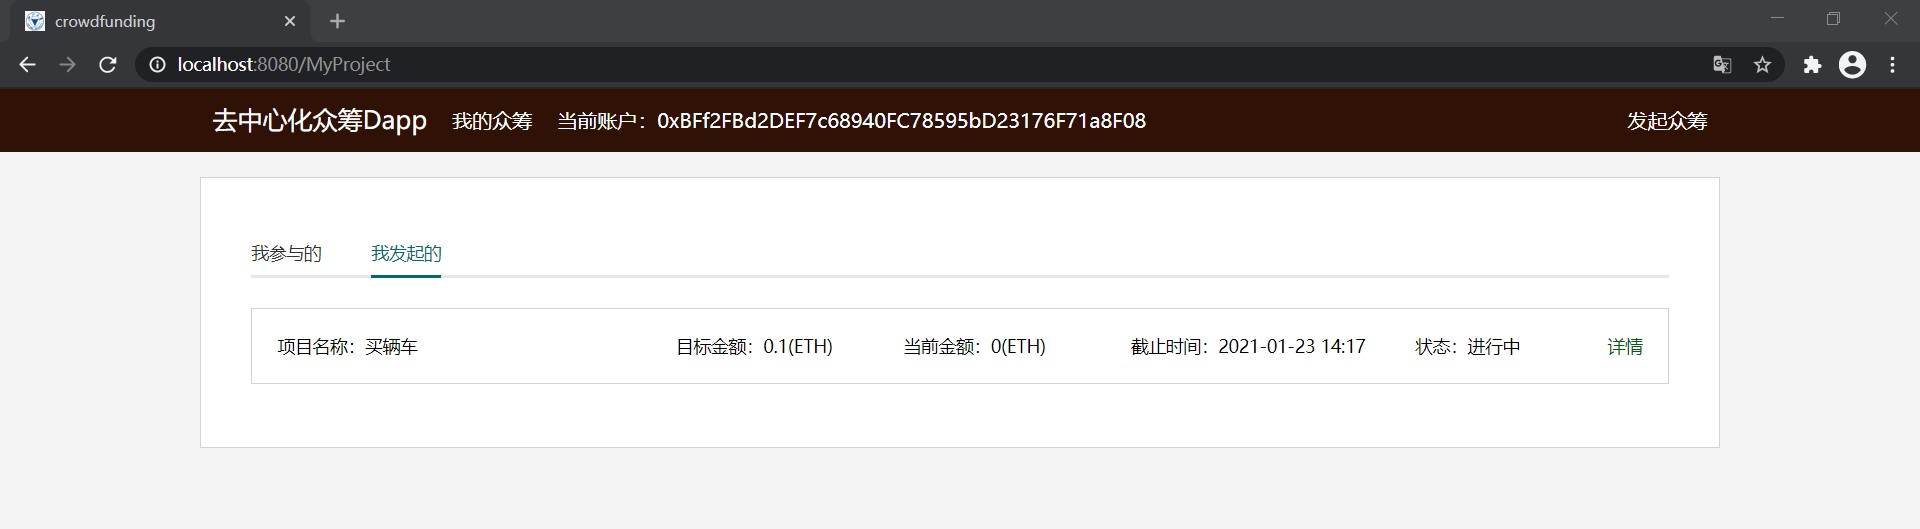 crowdfunding
localhost:8080/MyProject
去中心化众筹Dapp 我的众筹 当前账户：0xBFf2FBd2DEF7c68940FC78595bD23176F71a8F08 发起众筹
我参与的 我发起的
项目名称：买辆车 目标金额：0.1(ETH) 当前金额：0(ETH) 截止时间：2021-01-23 14:17 状态：进行中 详情